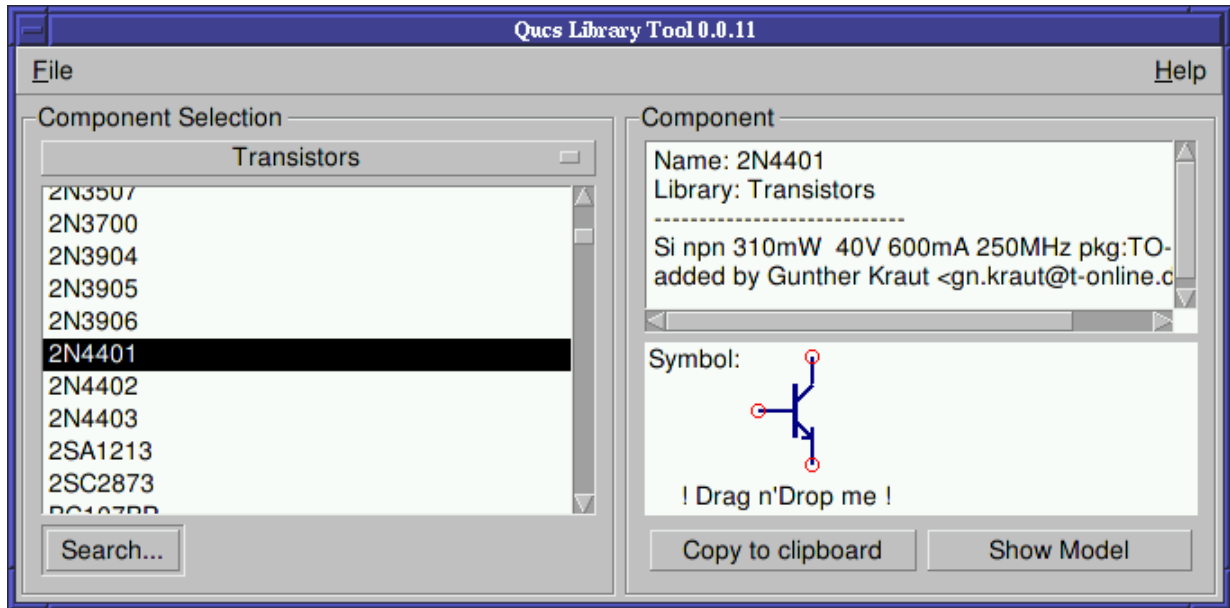 Qucs Library Tool 0.0.11
File
Help
Component Selection
Transistors
2N3507
2N3700
2N3904
2N3905
2N3906
2N4401
2N4402
2N4403
2SA1213
2SC2873
Search...
Component
Name: 2N4401
Library: Transistors
----------------------------
Si npn 310mW  40V 600mA 250MHz pkg:TO-
added by Gunther Kraut <gn.kraut@t-online.
Symbol:
! Drag n'Drop me !
Copy to clipboard
Show Model